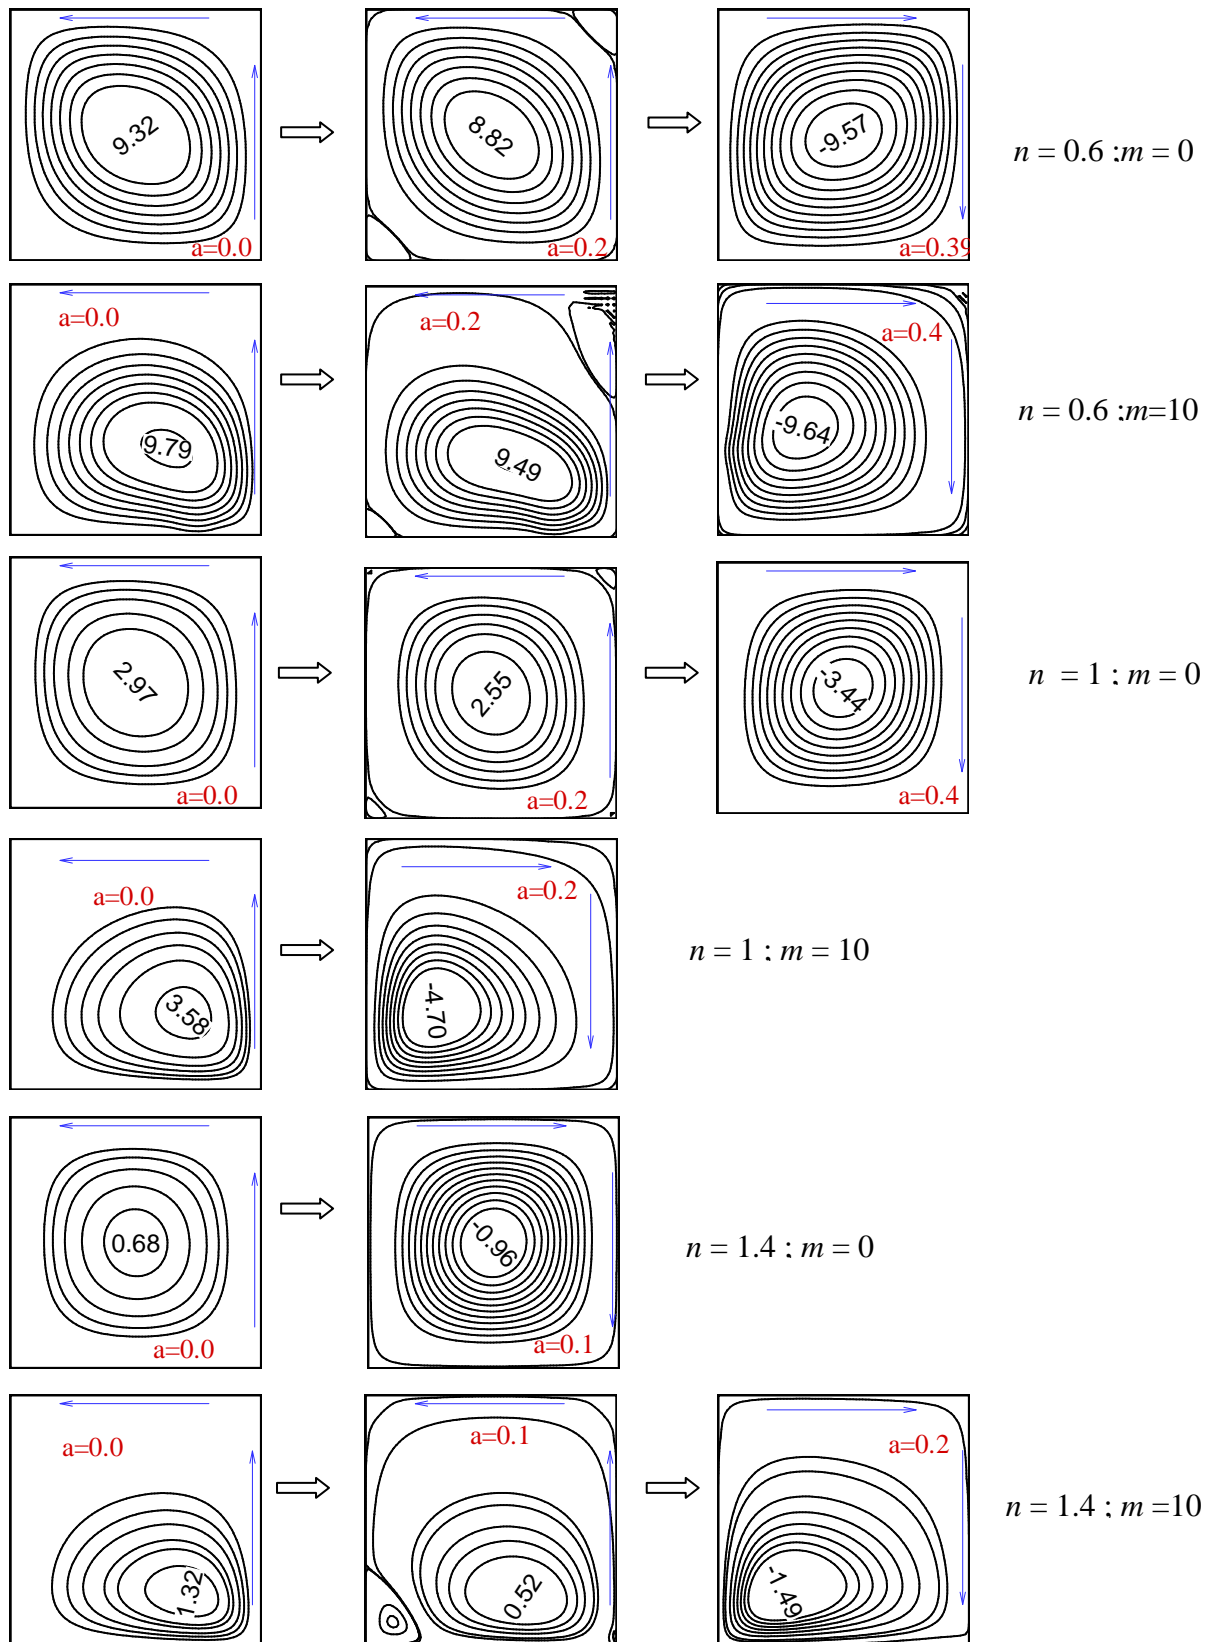 9.32
8.82
-9.57
n = 0.6 ;m = 0
a=0.0
a=0.2
a=0.39
a=0.0
a=0.2
a=0.4
9.79
9.49
-9.64
n = 0.6 ;m=10
2.97
2.55
-3.44
n = 1 ; m = 0
a=0.0
a=0.2
a=0.4
a=0.0
a=0.2
3.58
-4.70
n = 1 ; m = 10
0.68
-0.96
n = 1.4 ; m = 0
a=0.0
a=0.1
a=0.0
a=0.1
a=0.2
1.32
0.52
-1.49
n = 1.4 ; m =10